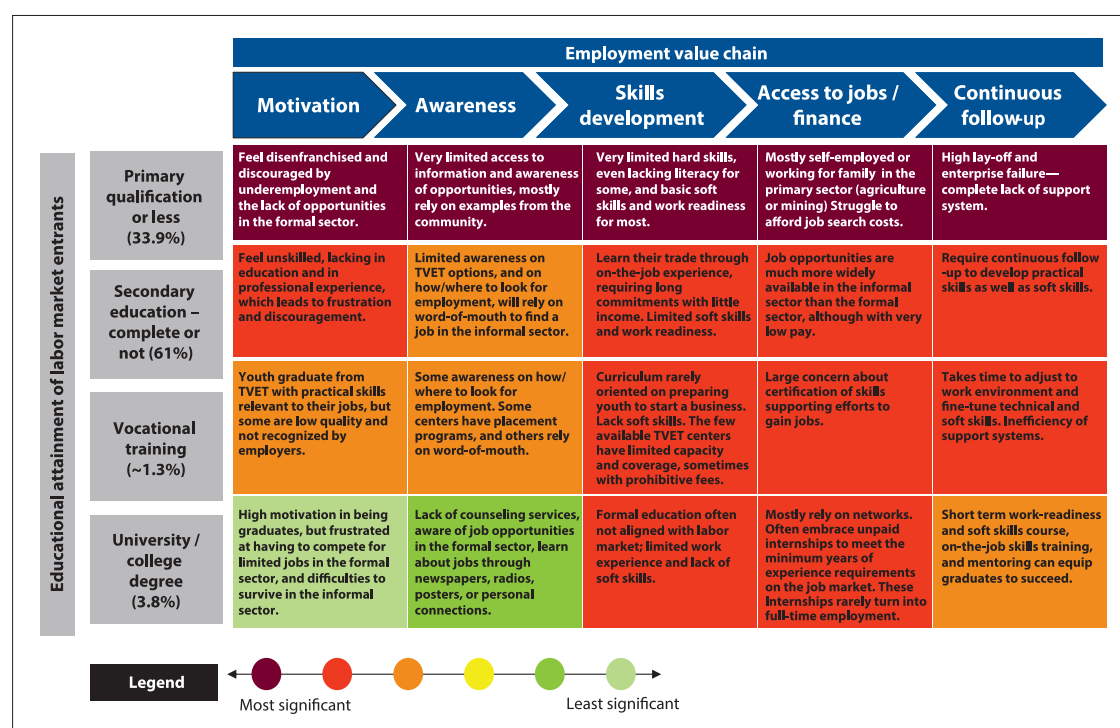 Employment value chain
Motivation
Awareness
Skills
development
Access to jobs /
finance
Continuous
follow-up
Educational attainment of labor market entrants
Primary
qualification
or less
(33.9%)
Feel disenfranchised and
discouraged by
underemployment and
the lack of opportunities
in the formal sector.
Very limited access to
information and awareness
of opportunities, mostly
rely on examples from the
community.
Very limited hard skills,
even lacking literacy for
some, and basic soft
skills and work readiness
for most.
Mostly self-employed or
working for family in the
primary sector (agriculture
or mining) Struggle to
afford job search costs.
High lay-off and
enterprise failure—
complete lack of support
system.
Secondary
education –
complete or
not (61%)
Feel unskilled, lacking in
education and in
professional experience,
which leads to frustration
and discouragement.
Limited awareness on
TVET options, and on
how/where to look for
employment, will rely on
word-of-mouth to find a
job in the informal sector.
Learn their trade through
on-the-job experience,
requiring long
commitments with little
income. Limited soft skills
and work readiness.
Job opportunities are
much more widely
available in the informal
sector than the formal
sector, although with very
low pay.
Require continuous follow
-up to develop practical
skills as well as soft skills.
Vocational
training
(~1.3%)
Youth graduate from
TVET with practical skills
relevant to their jobs, but
some are low quality and
not recognized by
employers.
Some awareness on how/
where to look for
employment. Some
centers have placement
programs, and others rely
on word-of-mouth.
Curriculum rarely
oriented on preparing
youth to start a business.
Lack soft skills. The few
available TVET centers
have limited capacity
and coverage, sometimes
with prohibitive fees.
Large concern about
certification of skills
supporting efforts to
gain jobs.
Takes time to adjust to
work environment and
fine-tune technical and
soft skills. Inefficiency of
support systems.
University /
college
degree
(3.8%)
High motivation in being
graduates, but frustrated
at having to compete for
limited jobs in the formal
sector, and difficulties to
survive in the informal
sector.
Lack of counseling services,
aware of job opportunities
in the formal sector, learn
about jobs through
newspapers, radios,
posters, or personal
connections.
Formal education often
not aligned with labor
market; limited work
experience and lack of
soft skills.
Mostly rely on networks.
Often embrace unpaid
internships to meet the
minimum years of
experience requirements
on the job market. These
Internships rarely turn into
full-time employment.
Short term work-readiness
and soft skills course,
on-the-job skills training,
and mentoring can equip
graduates to succeed.
Legend
Most significant
Least significant